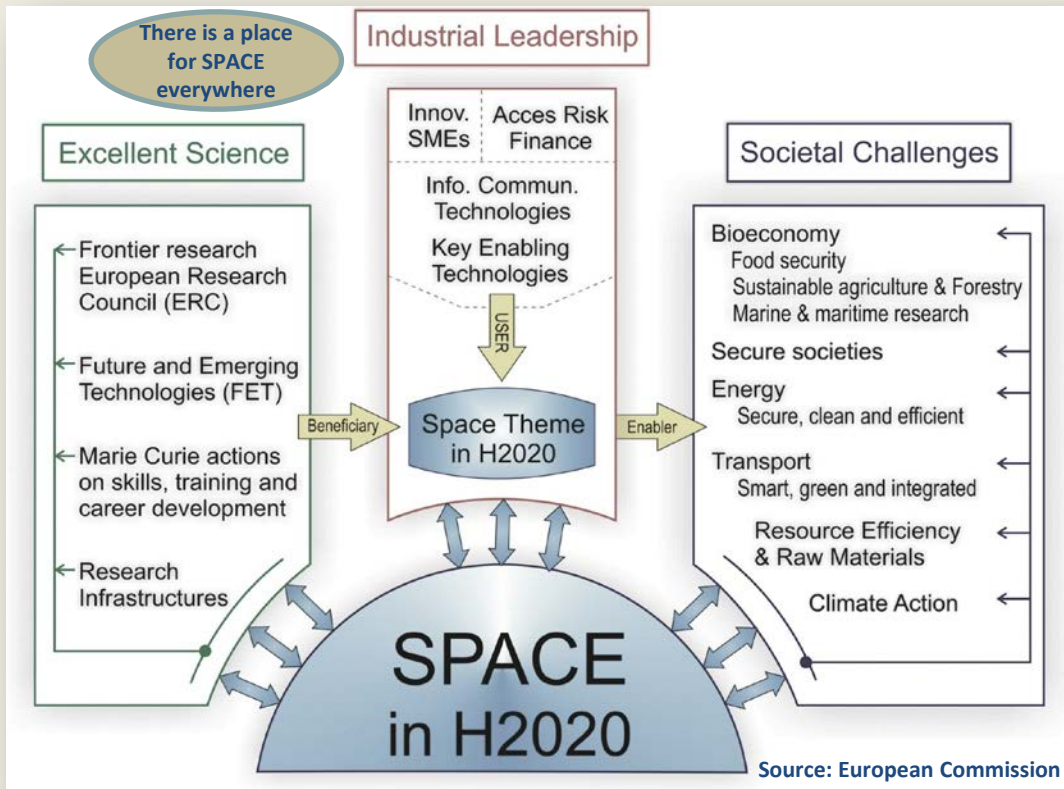 There is a place
for SPACE
everywhere
Industrial Leadership
Innov.
SMEs
Acces Risk
Finance
Info. Commun.
Technologies
Key Enabling
Technologies
USER
Space Theme
in H2020
Excellent Science
Frontier research
European Research
Council (ERC)
Future and Emerging
Technologies (FET)
Marie Curie actions
on skills, training and
career development
Research
Infrastructures
Beneficiary
Enabler
Societal Challenges
Bioeconomy
Food security
Sustainable agriculture & Forestry
Marine & maritime research
Secure societies
Energy
Secure, clean and efficient
Transport
Smart, green and integrated
Resource Efficiency
& Raw Materials
Climate Action
SPACE
in H2020
Source: European Commission